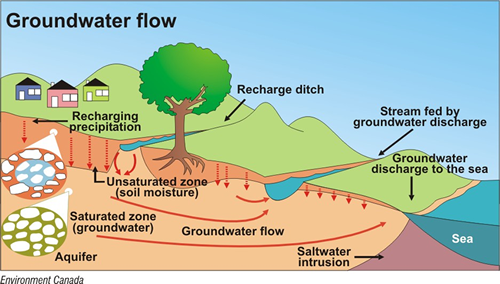 Groundwater flow
Recharge ditch
Recharging
precipitation
Stream fed by
groundwater discharge
Groundwater
discharge to the sea
Unsaturated zone
(soil moisture)
Saturated zone
(groundwater)
Groundwater flow
Aquifer
Saltwater
intrusion
Sea
Environment Canada